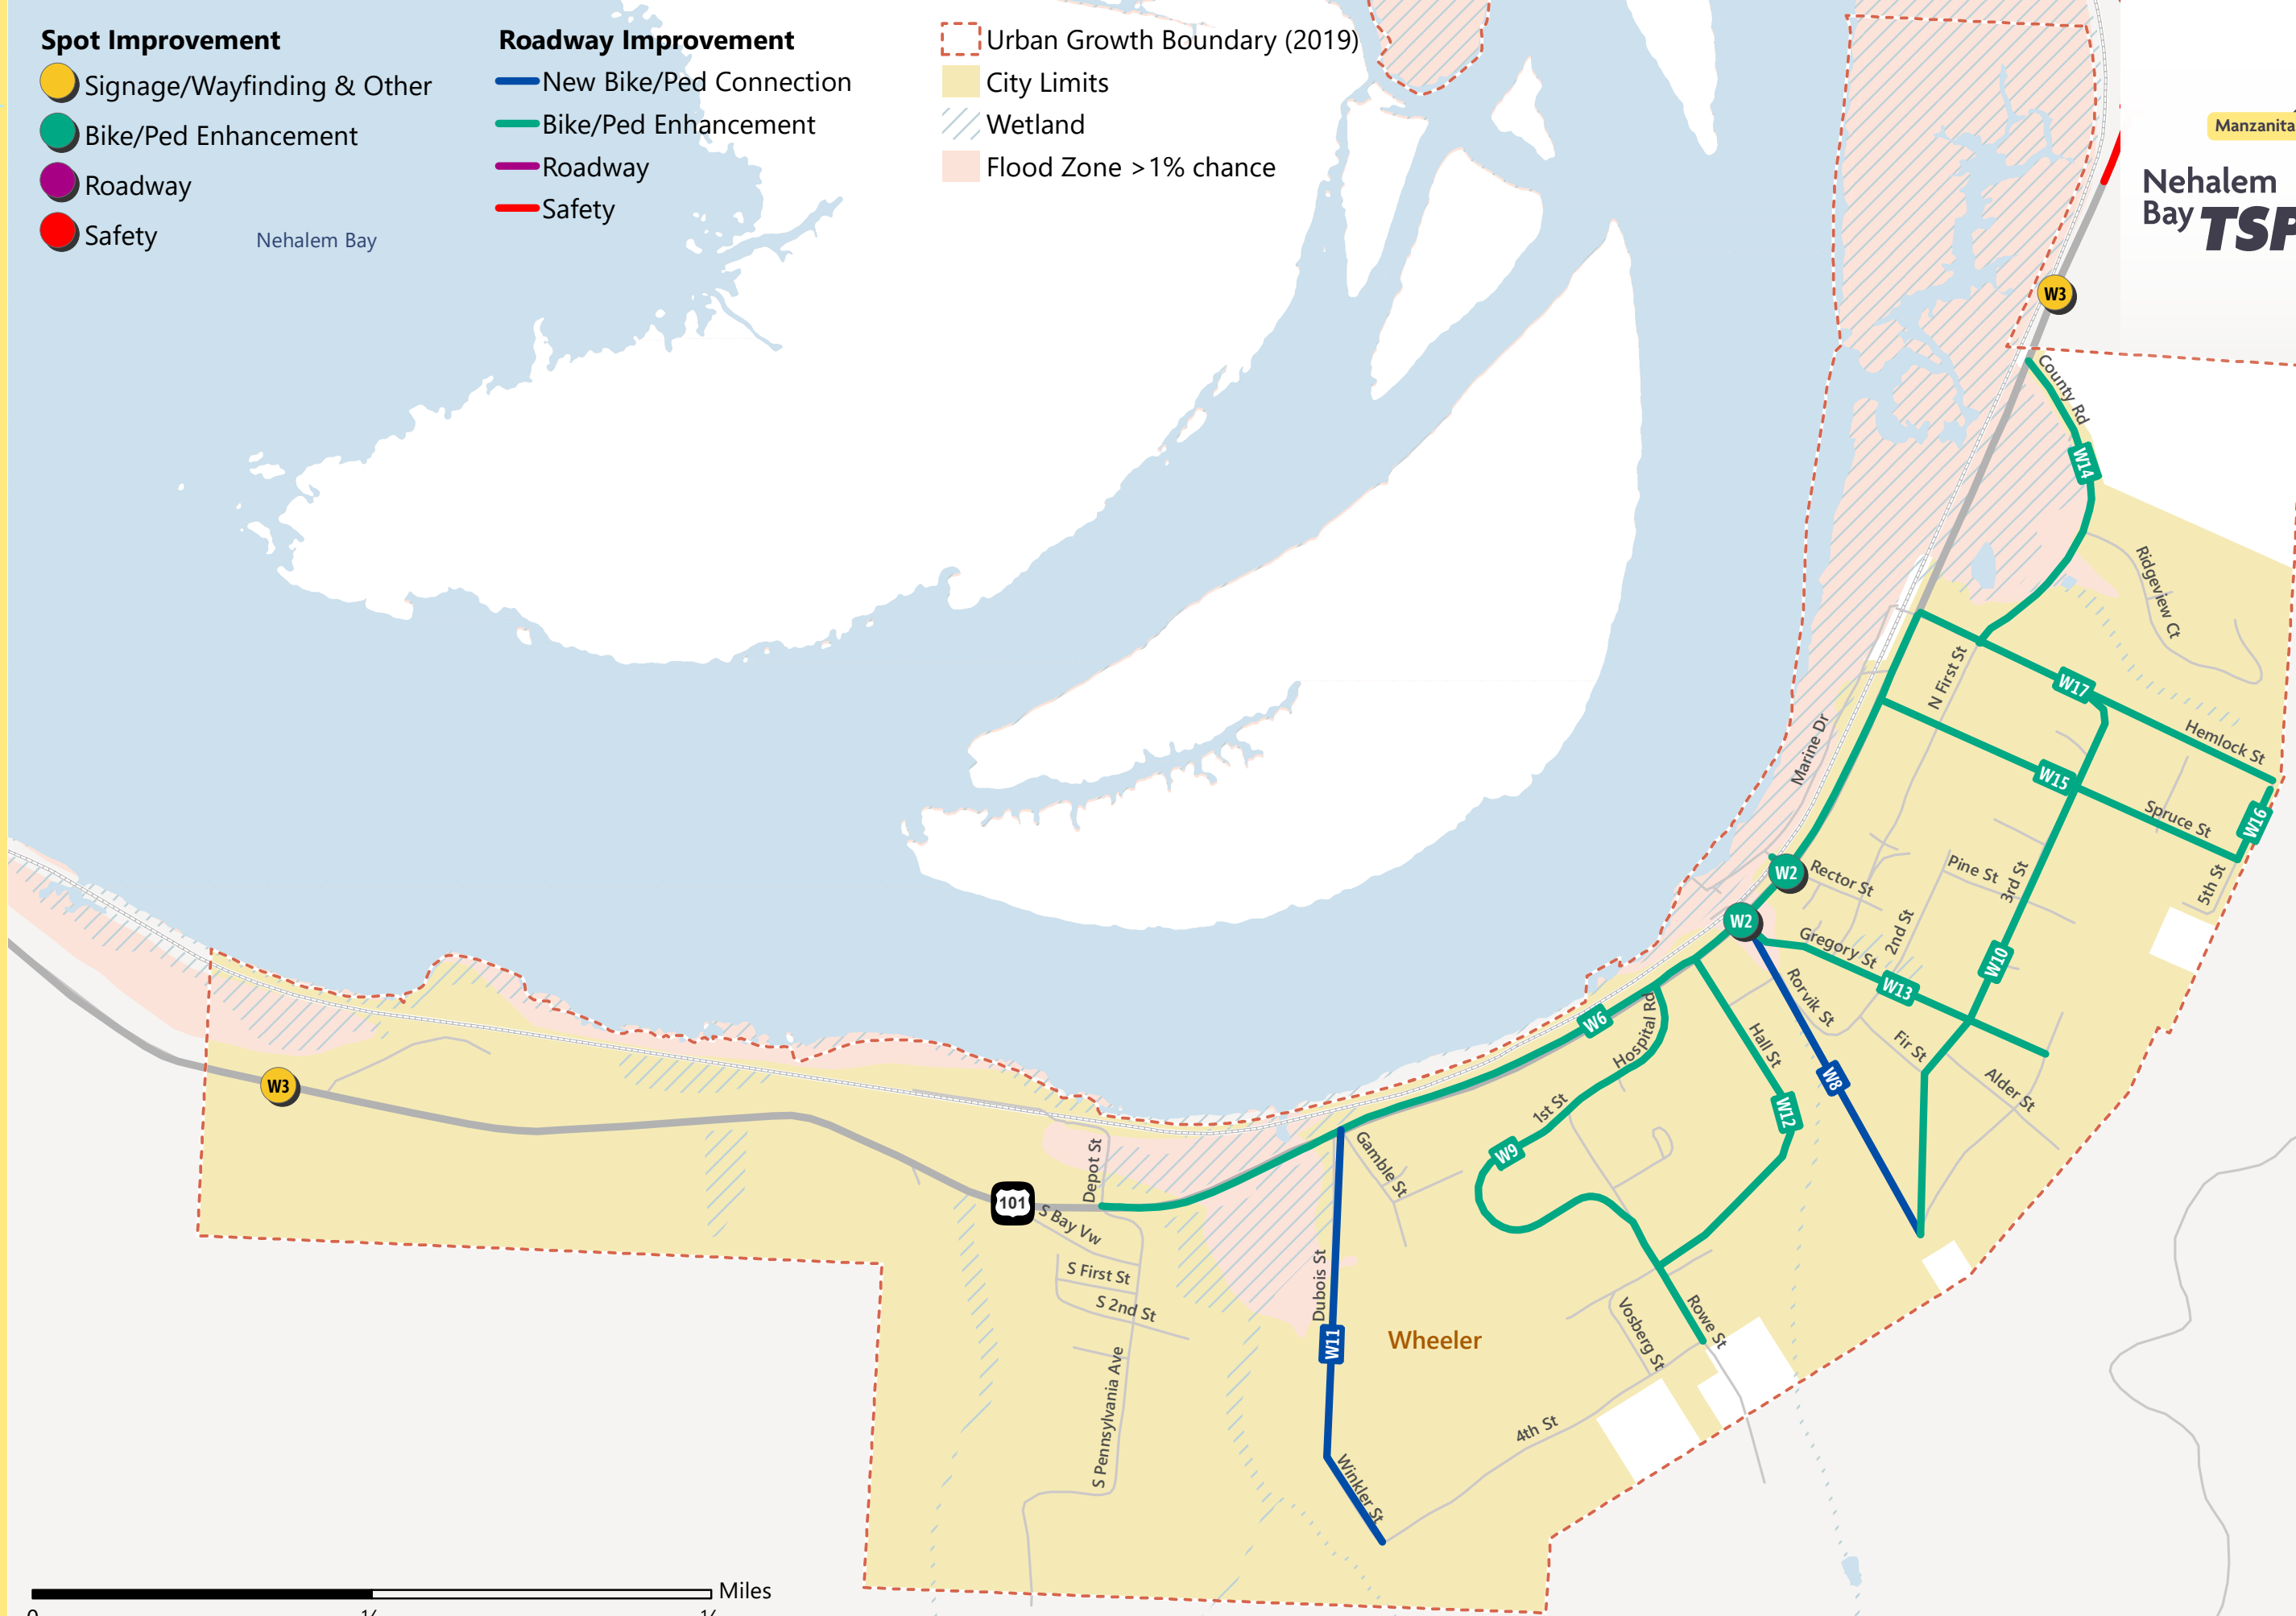 Spot Improvement
Signage/Wayfinding & Other
Bike/Ped Enhancement
Roadway
Safety
Roadway Improvement
New Bike/Ped Connection
Bike/Ped Enhancement
Roadway
Safety
Urban Growth Boundary (2019)
City Limits
Wetland
Flood Zone >1% chance
Nehalem Bay
Manzanita
Nehalem
Bay TSP
W3
County Rd
W14
Ridgeview Ct
N First St
W17
Hemlock St
Marine Dr
W15
Spruce St
W16
W2
Rector St
Pine St
3rd St
5th St
W2
Gregory St
2nd St
W10
W13
Rorvik St
W6
Hospital Rd
Hall St
Fir St
W8
Alder St
W3
1st St
W12
W9
Gamble St
Depot St
101
S Bay Vw
S First St
S 2nd St
Dubois St
W11
Wheeler
Rowe St
Vosberg St
S Pennsylvania Ave
4th St
Winkler St
Miles